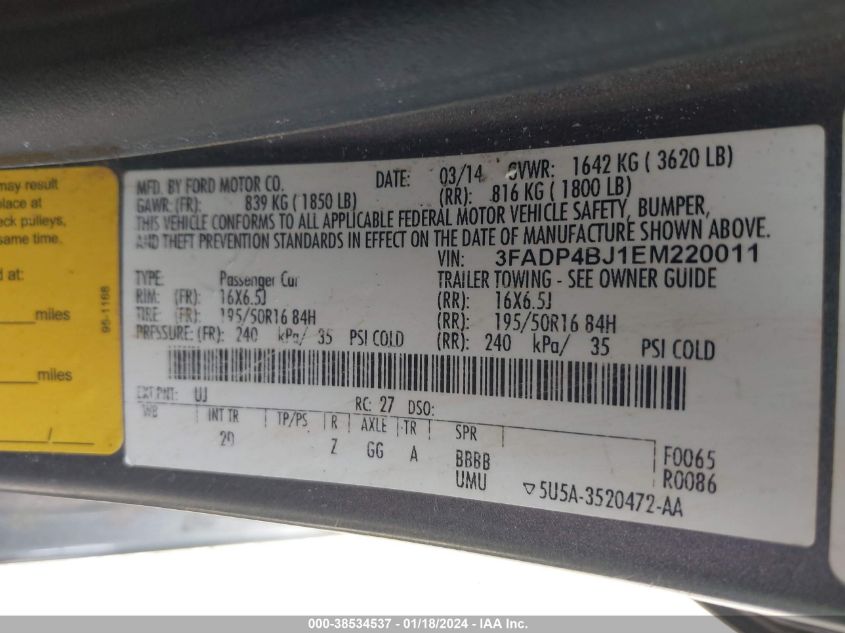 may result
place at
eck pulleys,
same time.
d at:
miles
miles
95-1168
MFD. BY FORD MOTOR CO.
DATE: 03/14 GVWR: 1642 KG ( 3620 LB)
GAWR: (FR): 839 KG ( 1850 LB) (RR): 816 KG ( 1800 LB)
THIS VEHICLE CONFORMS TO ALL APPLICABLE FEDERAL MOTOR VEHICLE SAFETY, BUMPER,
AND THEFT PREVENTION STANDARDS IN EFFECT ON THE DATE OF MANUFACTURE SHOWN ABOVE.
VIN: 3FADP4BJ1EM220011
TYPE: Passenger Car TRAILER TOWING - SEE OWNER GUIDE
RIM: (FR): 16X6.5J (RR): 16X6.5J
TIRE: (FR): 195/50R16 84H (RR): 195/50R16 84H
PRESSURE: (FR): 240 kPa/ 35 PSI COLD (RR): 240 kPa/ 35 PSI COLD
EXT PNT: UJ RC: 27 DSO:
WB INT TR TP/PS R AXLE TR SPR
2D Z GG A BBBB F0065
UMU R0086
▽5U5A-3520472-AA
000-38534537 - 01/18/2024 - IAA Inc.